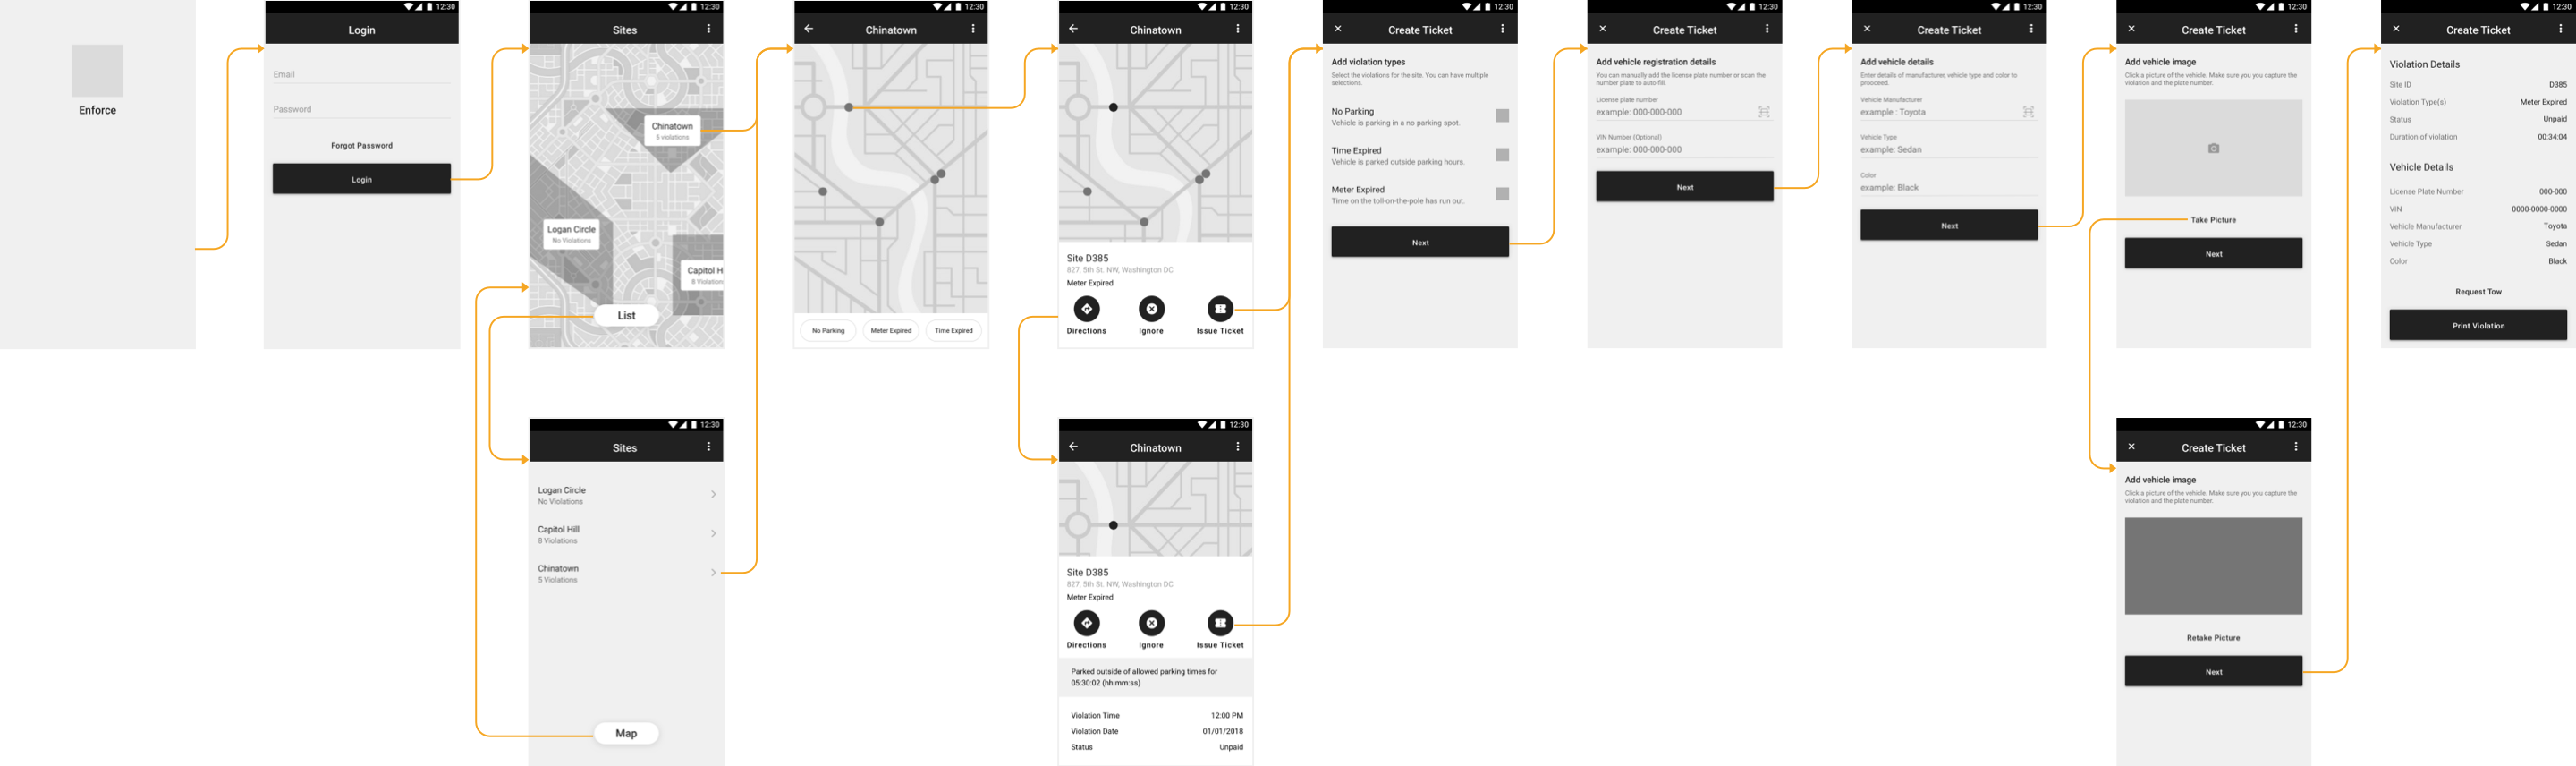 Enforce
12:30
Login
Email
Password
Forgot Password
Login
12:30
Sites
Chinatown
5 violations
Logan Circle
No Violations
Capitol H
8 Violation
List
12:30
Chinatown
No Parking
Meter Expired
Time Expired
12:30
Chinatown
Site D385
827, 5th St. NW, Washington DC
Meter Expired
Directions
Ignore
Issue Ticket
12:30
Create Ticket
Add violation types
Select the violations for the site. You can have multiple
selections.
No Parking
Vehicle is parking in a no parking spot.
Time Expired
Vehicle is parked outside parking hours.
Meter Expired
Time on the toll-on-the-pole has run out.
Next
12:30
Create Ticket
Add vehicle registration details
You can manually add the license plate number or scan the
number plate to auto-fill.
License plate number
example: 000-000-000
VIN Number (Optional)
example: 000-000-000
Next
12:30
Create Ticket
Add vehicle details
Enter details of manufacturer, vehicle type and color to
prooceed.
Vehicle Manufacturer
example : Toyota
Vehicle Type
example: Sedan
Color
example: Black
Next
12:30
Create Ticket
Add vehicle image
Click a picture of the vehicle. Make sure you you capture the
violation and the plate number.
Take Picture
Next
12:30
Create Ticket
Violation Details
Site ID D385
Violation Type(s) Meter Expired
Status Unpaid
Duration of violation 00:34:04
Vehicle Details
License Plate Number 000-000
VIN 0000-0000-0000
Vehicle Manufacturer Toyota
Vehicle Type Sedan
Color Black
Request Tow
Print Violation
12:30
Sites
Logan Circle
No Violations
Capitol Hill
8 Violations
Chinatown
5 Violations
Map
12:30
Chinatown
Site D385
827, 5th St. NW, Washington DC
Meter Expired
Directions
Ignore
Issue Ticket
Parked outside of allowed parking times for
05:30:02 (hh:mm:ss)
Violation Time 12:00 PM
Violation Date 01/01/2018
Status Unpaid
12:30
Create Ticket
Add vehicle image
Click a picture of the vehicle. Make sure you you capture the
violation and the plate number.
Retake Picture
Next